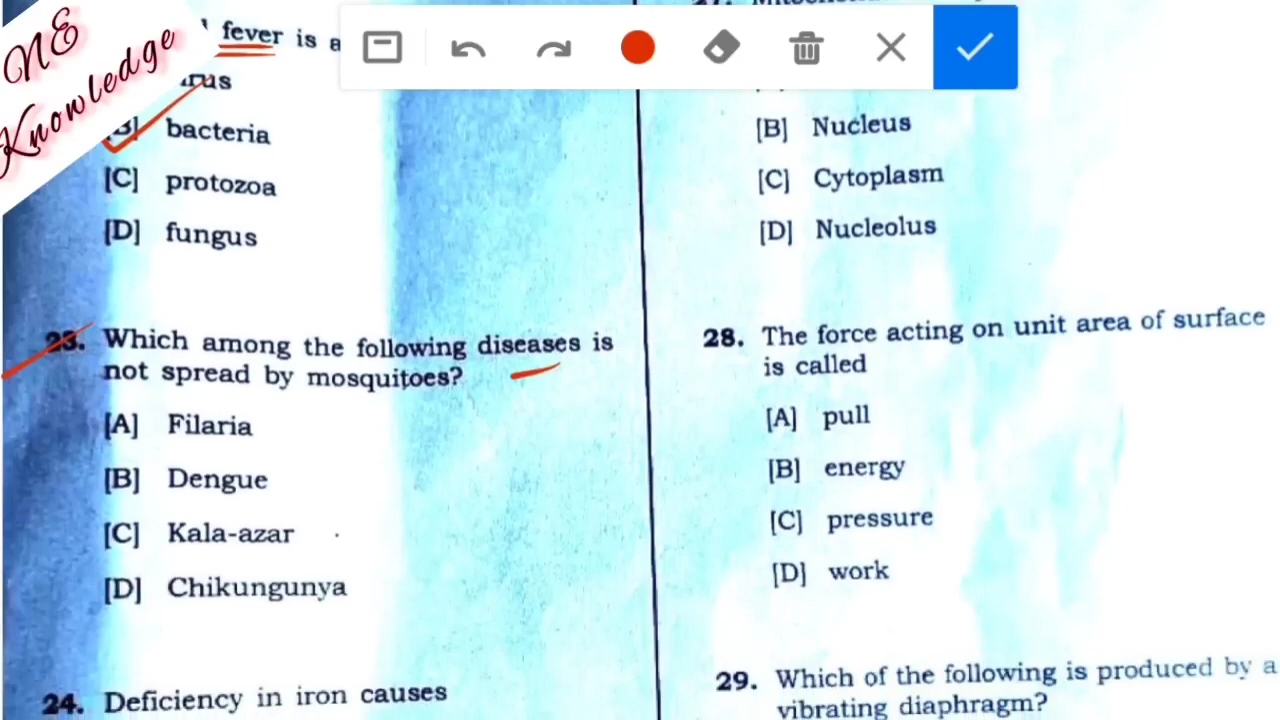 NE
Knowledge
fever is a
[B] bacteria
[C] protozoa
[D] fungus
23. Which among the following diseases is
not spread by mosquitoes?
[A] Filaria
[B] Dengue
[C] Kala-azar
[D] Chikungunya
24. Deficiency in iron causes
27.
[B] Nucleus
[C] Cytoplasm
[D] Nucleolus
28. The force acting on unit area of surface
is called
[A] pull
[B] energy
[C] pressure
[D] work
29. Which of the following is produced by a
vibrating diaphragm?